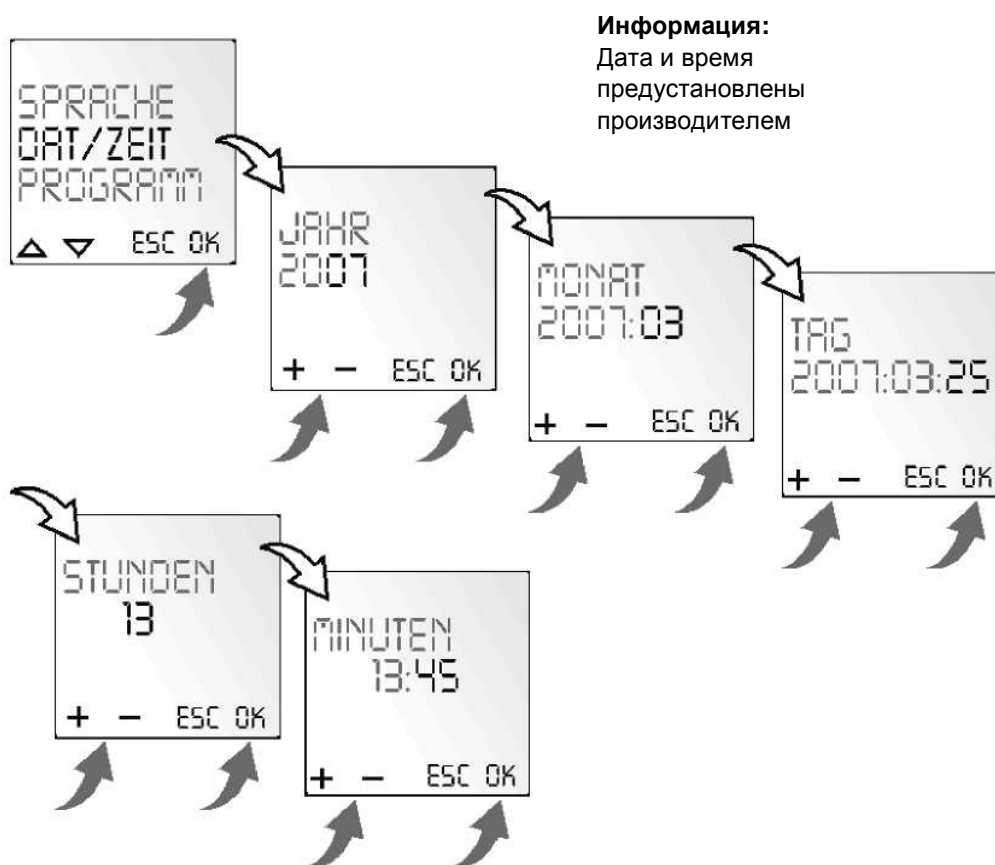 Информация:
Дата и время
предустановлены
производителем
SPRACHE
DAT/ZEIT
PROGRAMM
△ ▽ ESC OK
JAHR
2007
+ − ESC OK
MONAT
2007:03
+ − ESC OK
TAG
2007:03:25
+ − ESC OK
STUNDEN
13
+ − ESC OK
MINUTEN
13:45
+ − ESC OK